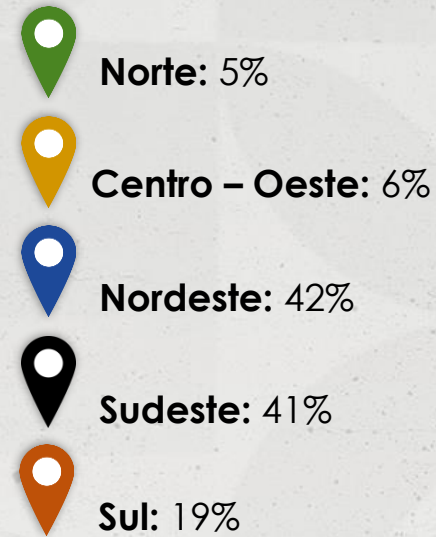 Norte: 5%
Centro – Oeste: 6%
Nordeste: 42%
Sudeste: 41%
Sul: 19%